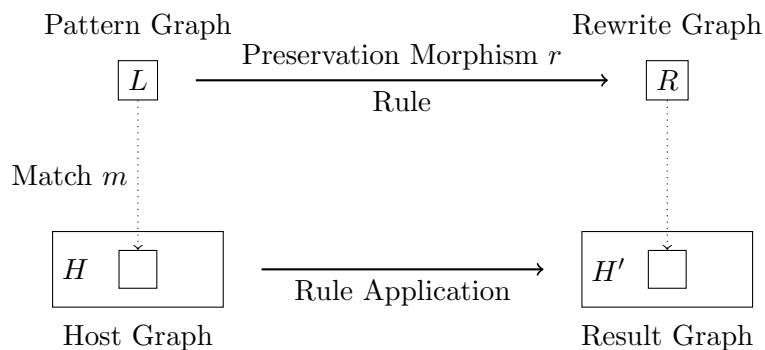 Pattern Graph
Rewrite Graph
Preservation Morphism r
L
R
Rule
Match m
H
H′
Rule Application
Host Graph
Result Graph